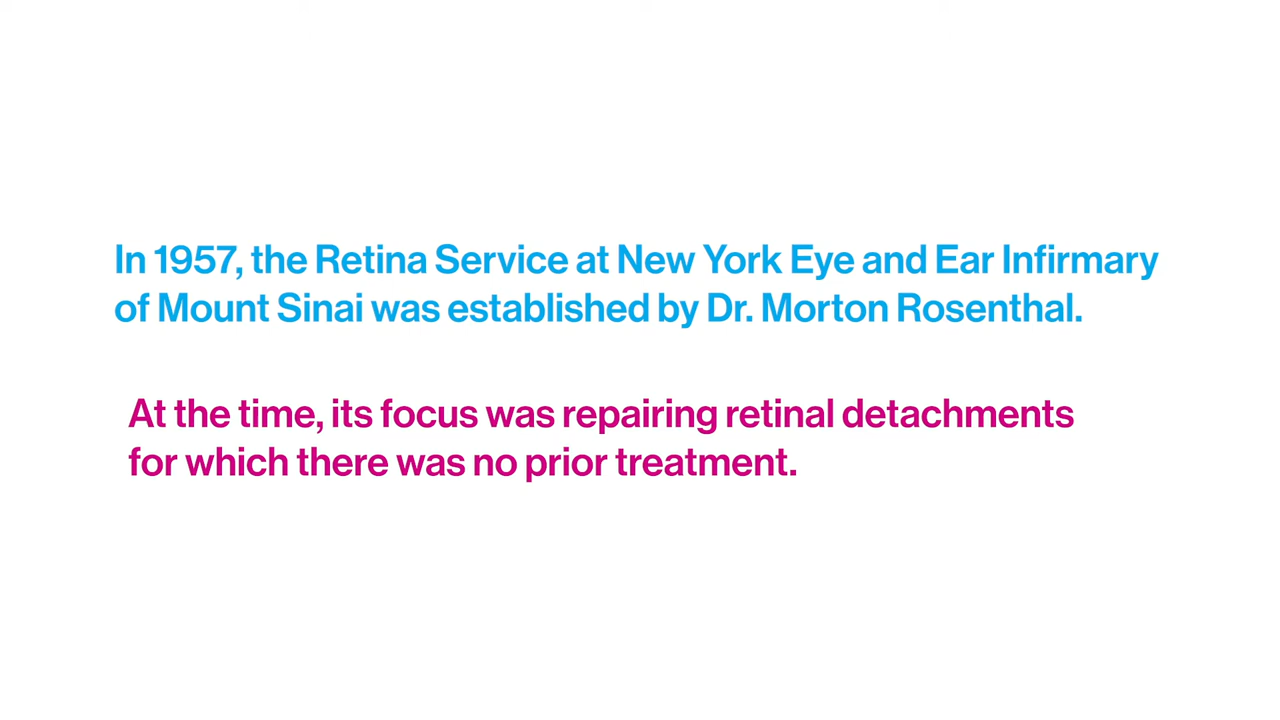 In 1957, the Retina Service at New York Eye and Ear Infirmary
of Mount Sinai was established by Dr. Morton Rosenthal.
At the time, its focus was repairing retinal detachments
for which there was no prior treatment.